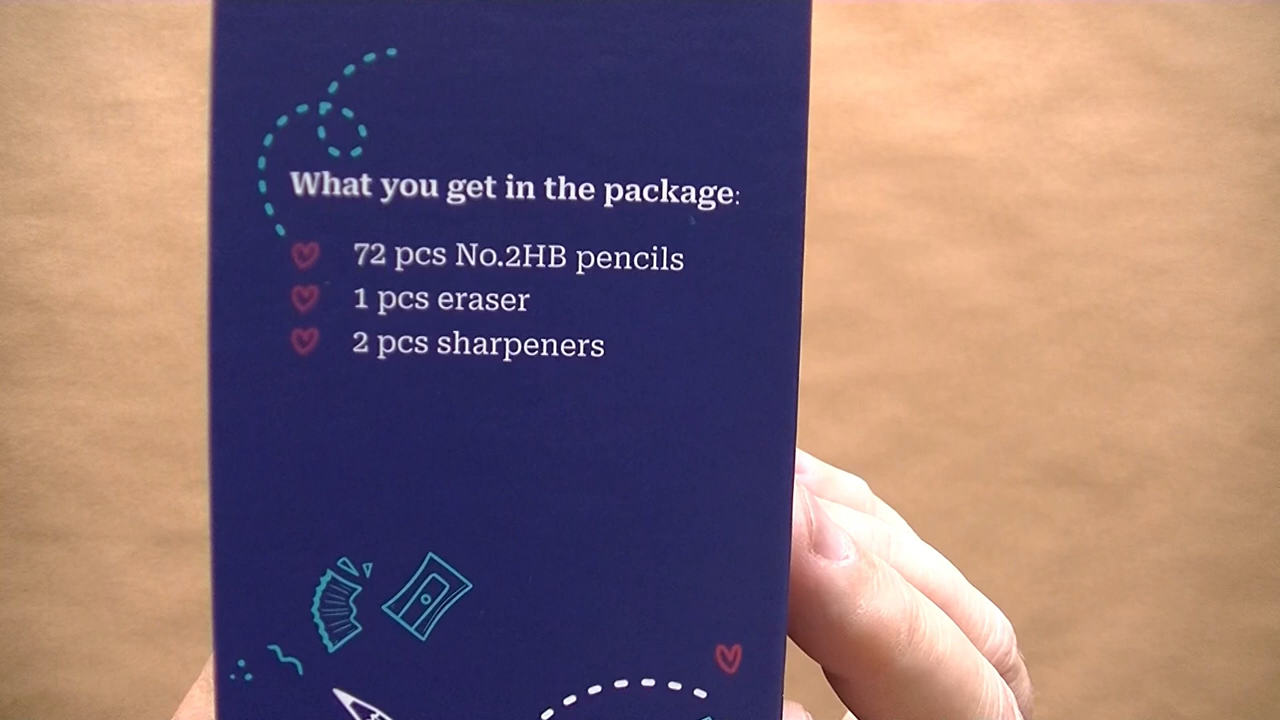 What you get in the package:
72 pcs No.2HB pencils
1 pcs eraser
2 pcs sharpeners